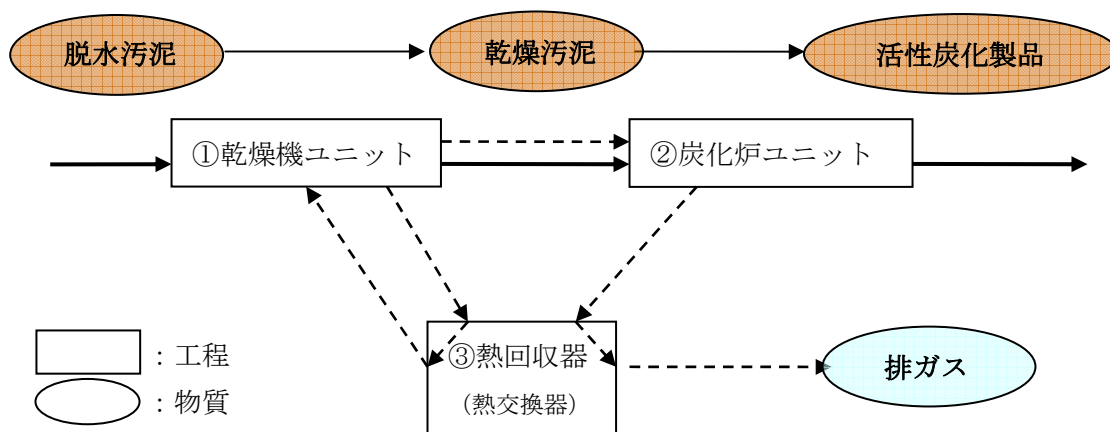 脱水汚泥
乾燥汚泥
活性炭化製品
①乾燥機ユニット
②炭化炉ユニット
③熱回収器
（熱交換器）
排ガス
：工程
：物質